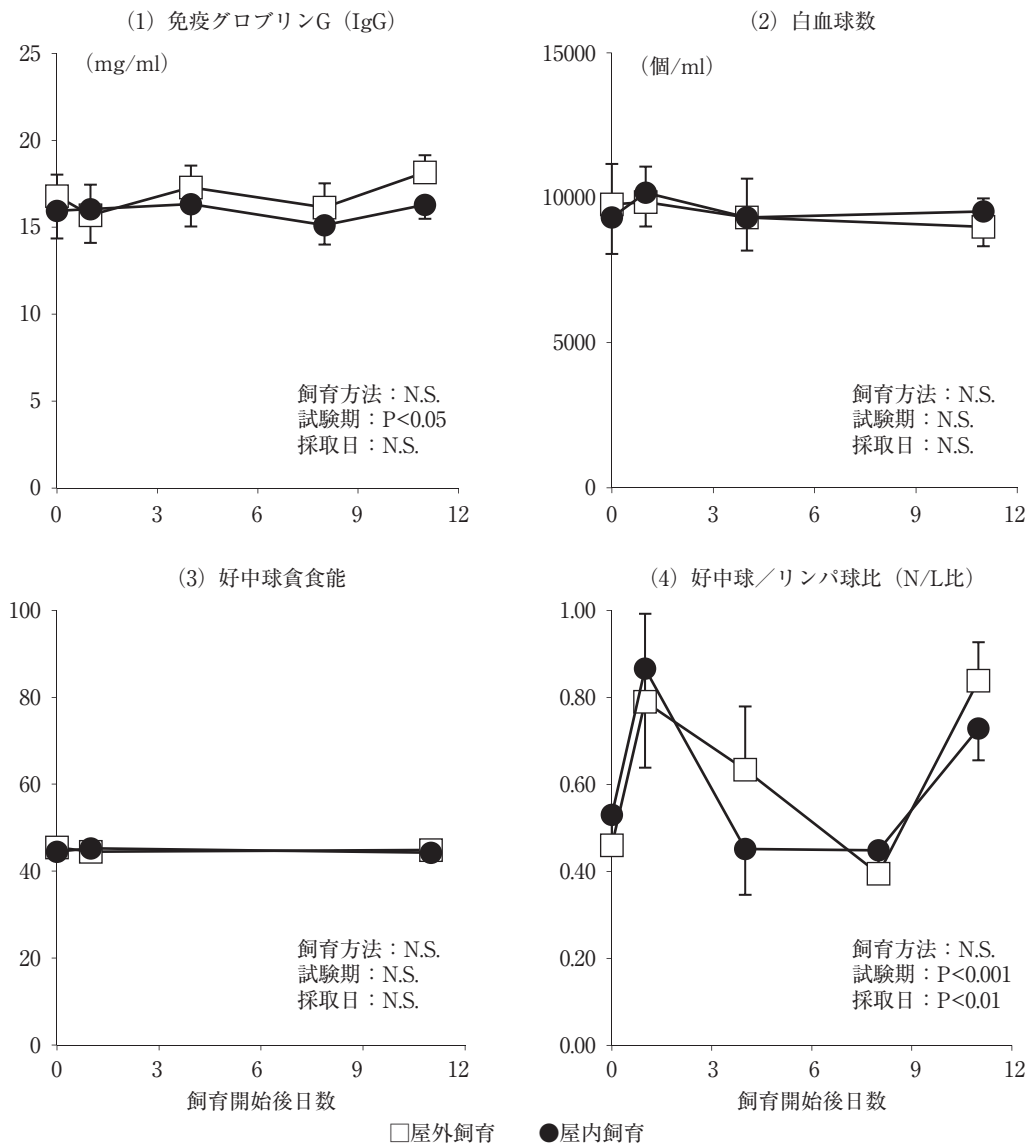 (1) 免疫グロブリンG (IgG)
25
(mg/ml)
20
15
10
5
0
飼育方法：N.S.
試験期：P<0.05
採取日：N.S.
0 3 6 9 12
(2) 白血球数
15000
(個/ml)
10000
5000
0
飼育方法：N.S.
試験期：N.S.
採取日：N.S.
0 3 6 9 12
(3) 好中球貪食能
100
80
60
40
20
0
飼育方法：N.S.
試験期：N.S.
採取日：N.S.
0 3 6 9 12
飼育開始後日数
(4) 好中球／リンパ球比 (N/L比)
1.00
0.80
0.60
0.40
0.20
0.00
飼育方法：N.S.
試験期：P<0.001
採取日：P<0.01
0 3 6 9 12
飼育開始後日数
□屋外飼育 ●屋内飼育